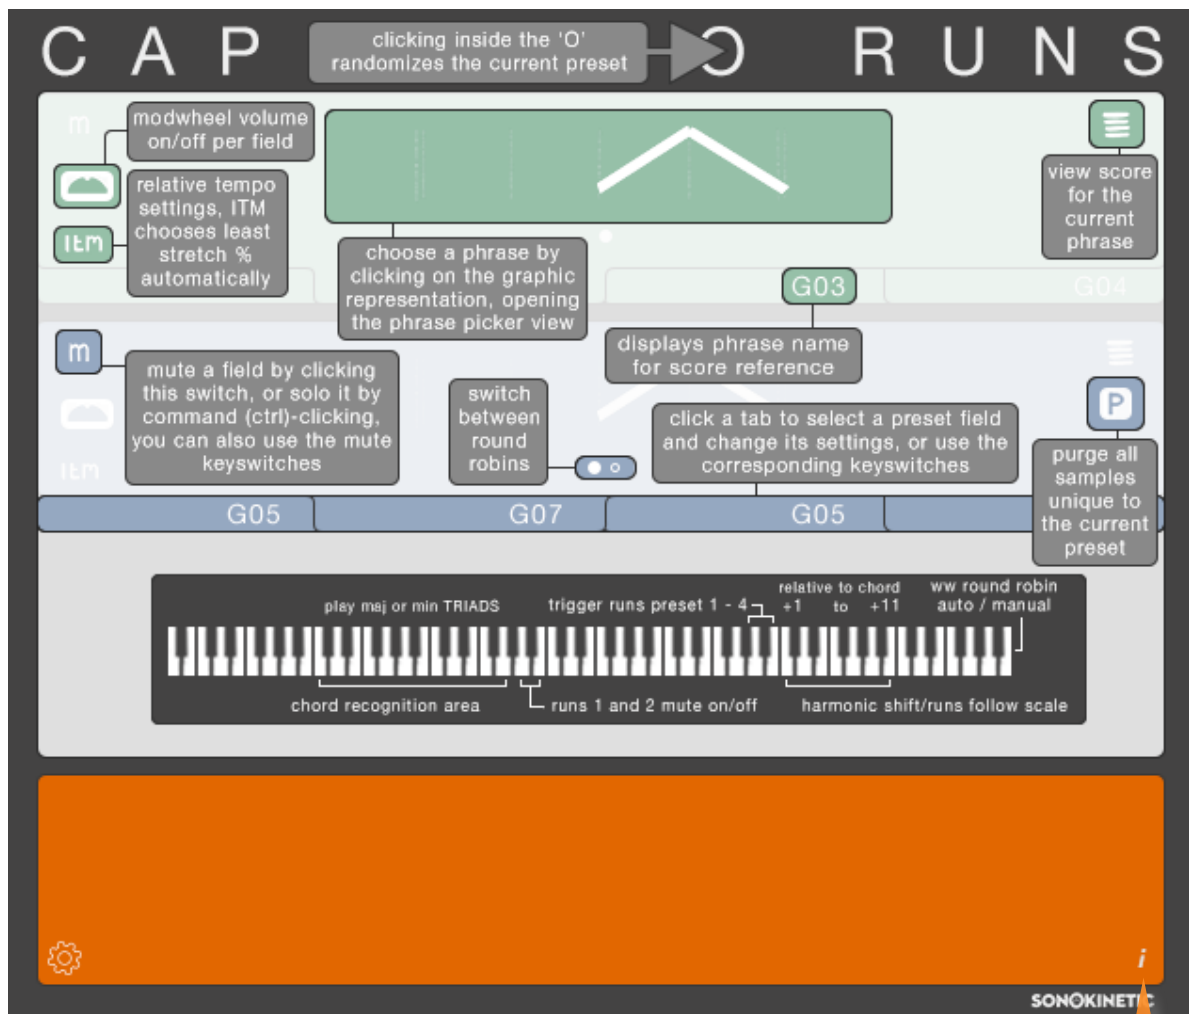 CAP O RUNS
clicking inside the 'O'
randomizes the current preset
m
modwheel volume
on/off per field
relative tempo
settings, ITM
chooses least
stretch %
automatically
ITM
choose a phrase by
clicking on the graphic
representation, opening
the phrase picker view
view score
for the
current
phrase
G03
G04
displays phrase name
for score reference
m
mute a field by clicking
this switch, or solo it by
command (ctrl)-clicking,
you can also use the mute
keyswitches
ITM
switch
between
round
robins
click a tab to select a preset field
and change its settings, or use the
corresponding keyswitches
P
purge all
samples
unique to
the current
preset
G05
G07
G05
play maj or min TRIADS
trigger runs preset 1 - 4
relative to chord
+1 to +11
ww round robin
auto / manual
chord recognition area
runs 1 and 2 mute on/off
harmonic shift/runs follow scale
i
SONOKINETIC